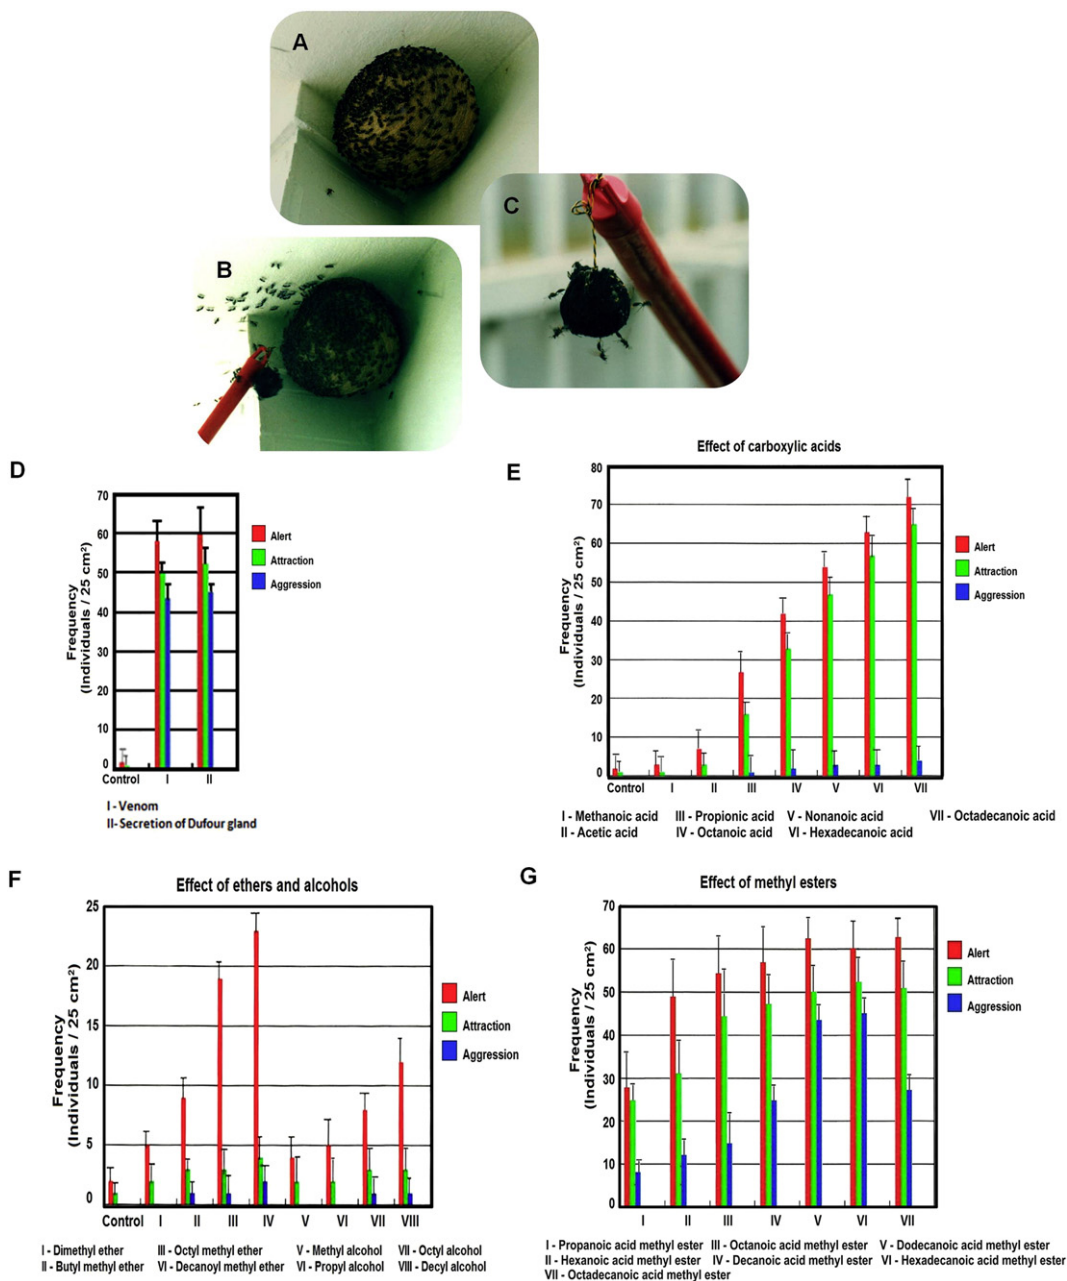 A
C
B
D
70
60
50
40
30
20
10
0
Frequency
(Individuals / 25 cm²)
Control I II
Alert
Attraction
Aggression
I - Venom
II- Secretion of Dufour gland
E
Effect of carboxylic acids
80
70
60
50
40
30
20
10
0
Frequency
(Individuals / 25 cm²)
Control I II III IV V VI VII
Alert
Attraction
Aggression
I - Methanoic acid III - Propionic acid V - Nonanoic acid VII - Octadecanoic acid
II - Acetic acid IV - Octanoic acid VI - Hexadecanoic acid
F
Effect of ethers and alcohols
25
20
15
10
5
0
Frequency
(Individuals / 25 cm²)
Control I II III IV V VI VII VIII
Alert
Attraction
Aggression
I - Dimethyl ether III - Octyl methyl ether V - Methyl alcohol VII - Octyl alcohol
II - Butyl methyl ether VI - Decanoyl methyl ether VI - Propyl alcohol VIII - Decyl alcohol
G
Effect of methyl esters
70
60
50
40
30
20
10
0
Frequency
(Individuals / 25 cm²)
I II III IV V VI VII
Alert
Attraction
Aggression
I - Propanoic acid methyl ester III - Octanoic acid methyl ester V - Dodecanoic acid methyl ester
II - Hexanoic acid methyl ester IV - Decanoic acid methyl ester VI - Hexadecanoic acid methyl ester
VII - Octadecanoic acid methyl ester